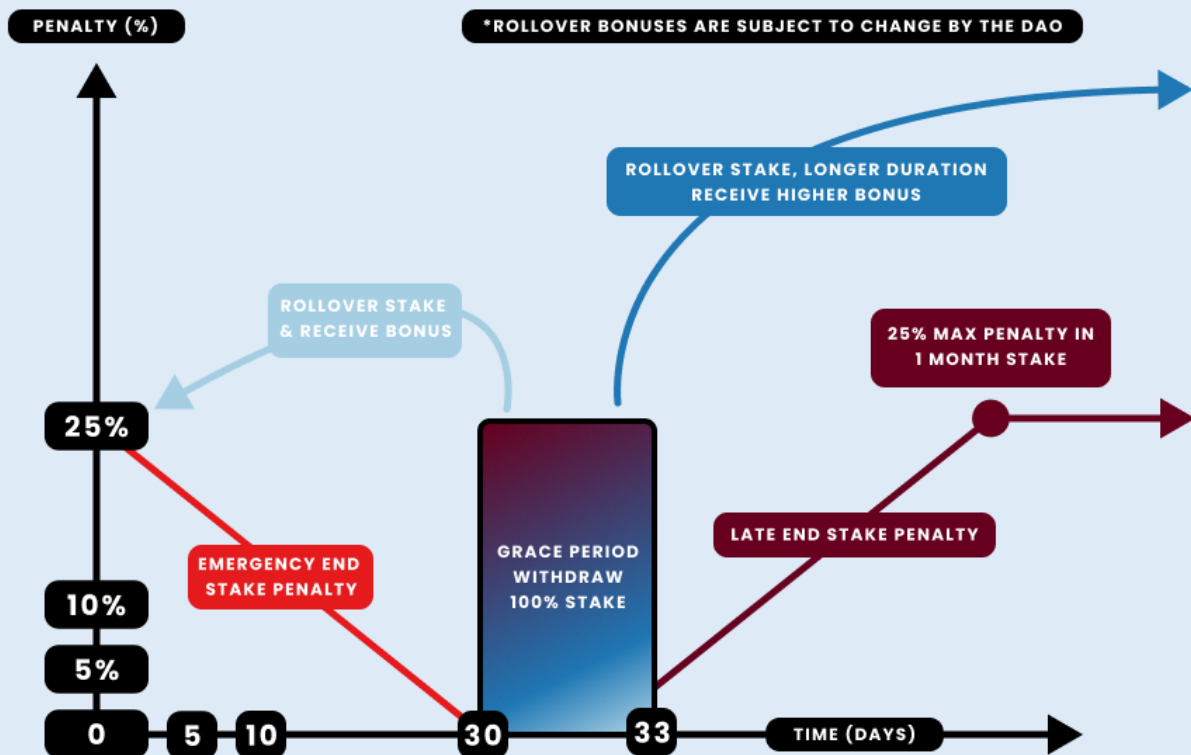 PENALTY (%)
*ROLLOVER BONUSES ARE SUBJECT TO CHANGE BY THE DAO
ROLLOVER STAKE, LONGER DURATION
RECEIVE HIGHER BONUS
ROLLOVER STAKE
& RECEIVE BONUS
25% MAX PENALTY IN
1 MONTH STAKE
25%
LATE END STAKE PENALTY
GRACE PERIOD
WITHDRAW
100% STAKE
EMERGENCY END
STAKE PENALTY
10%
5%
0
5
10
30
33
TIME (DAYS)